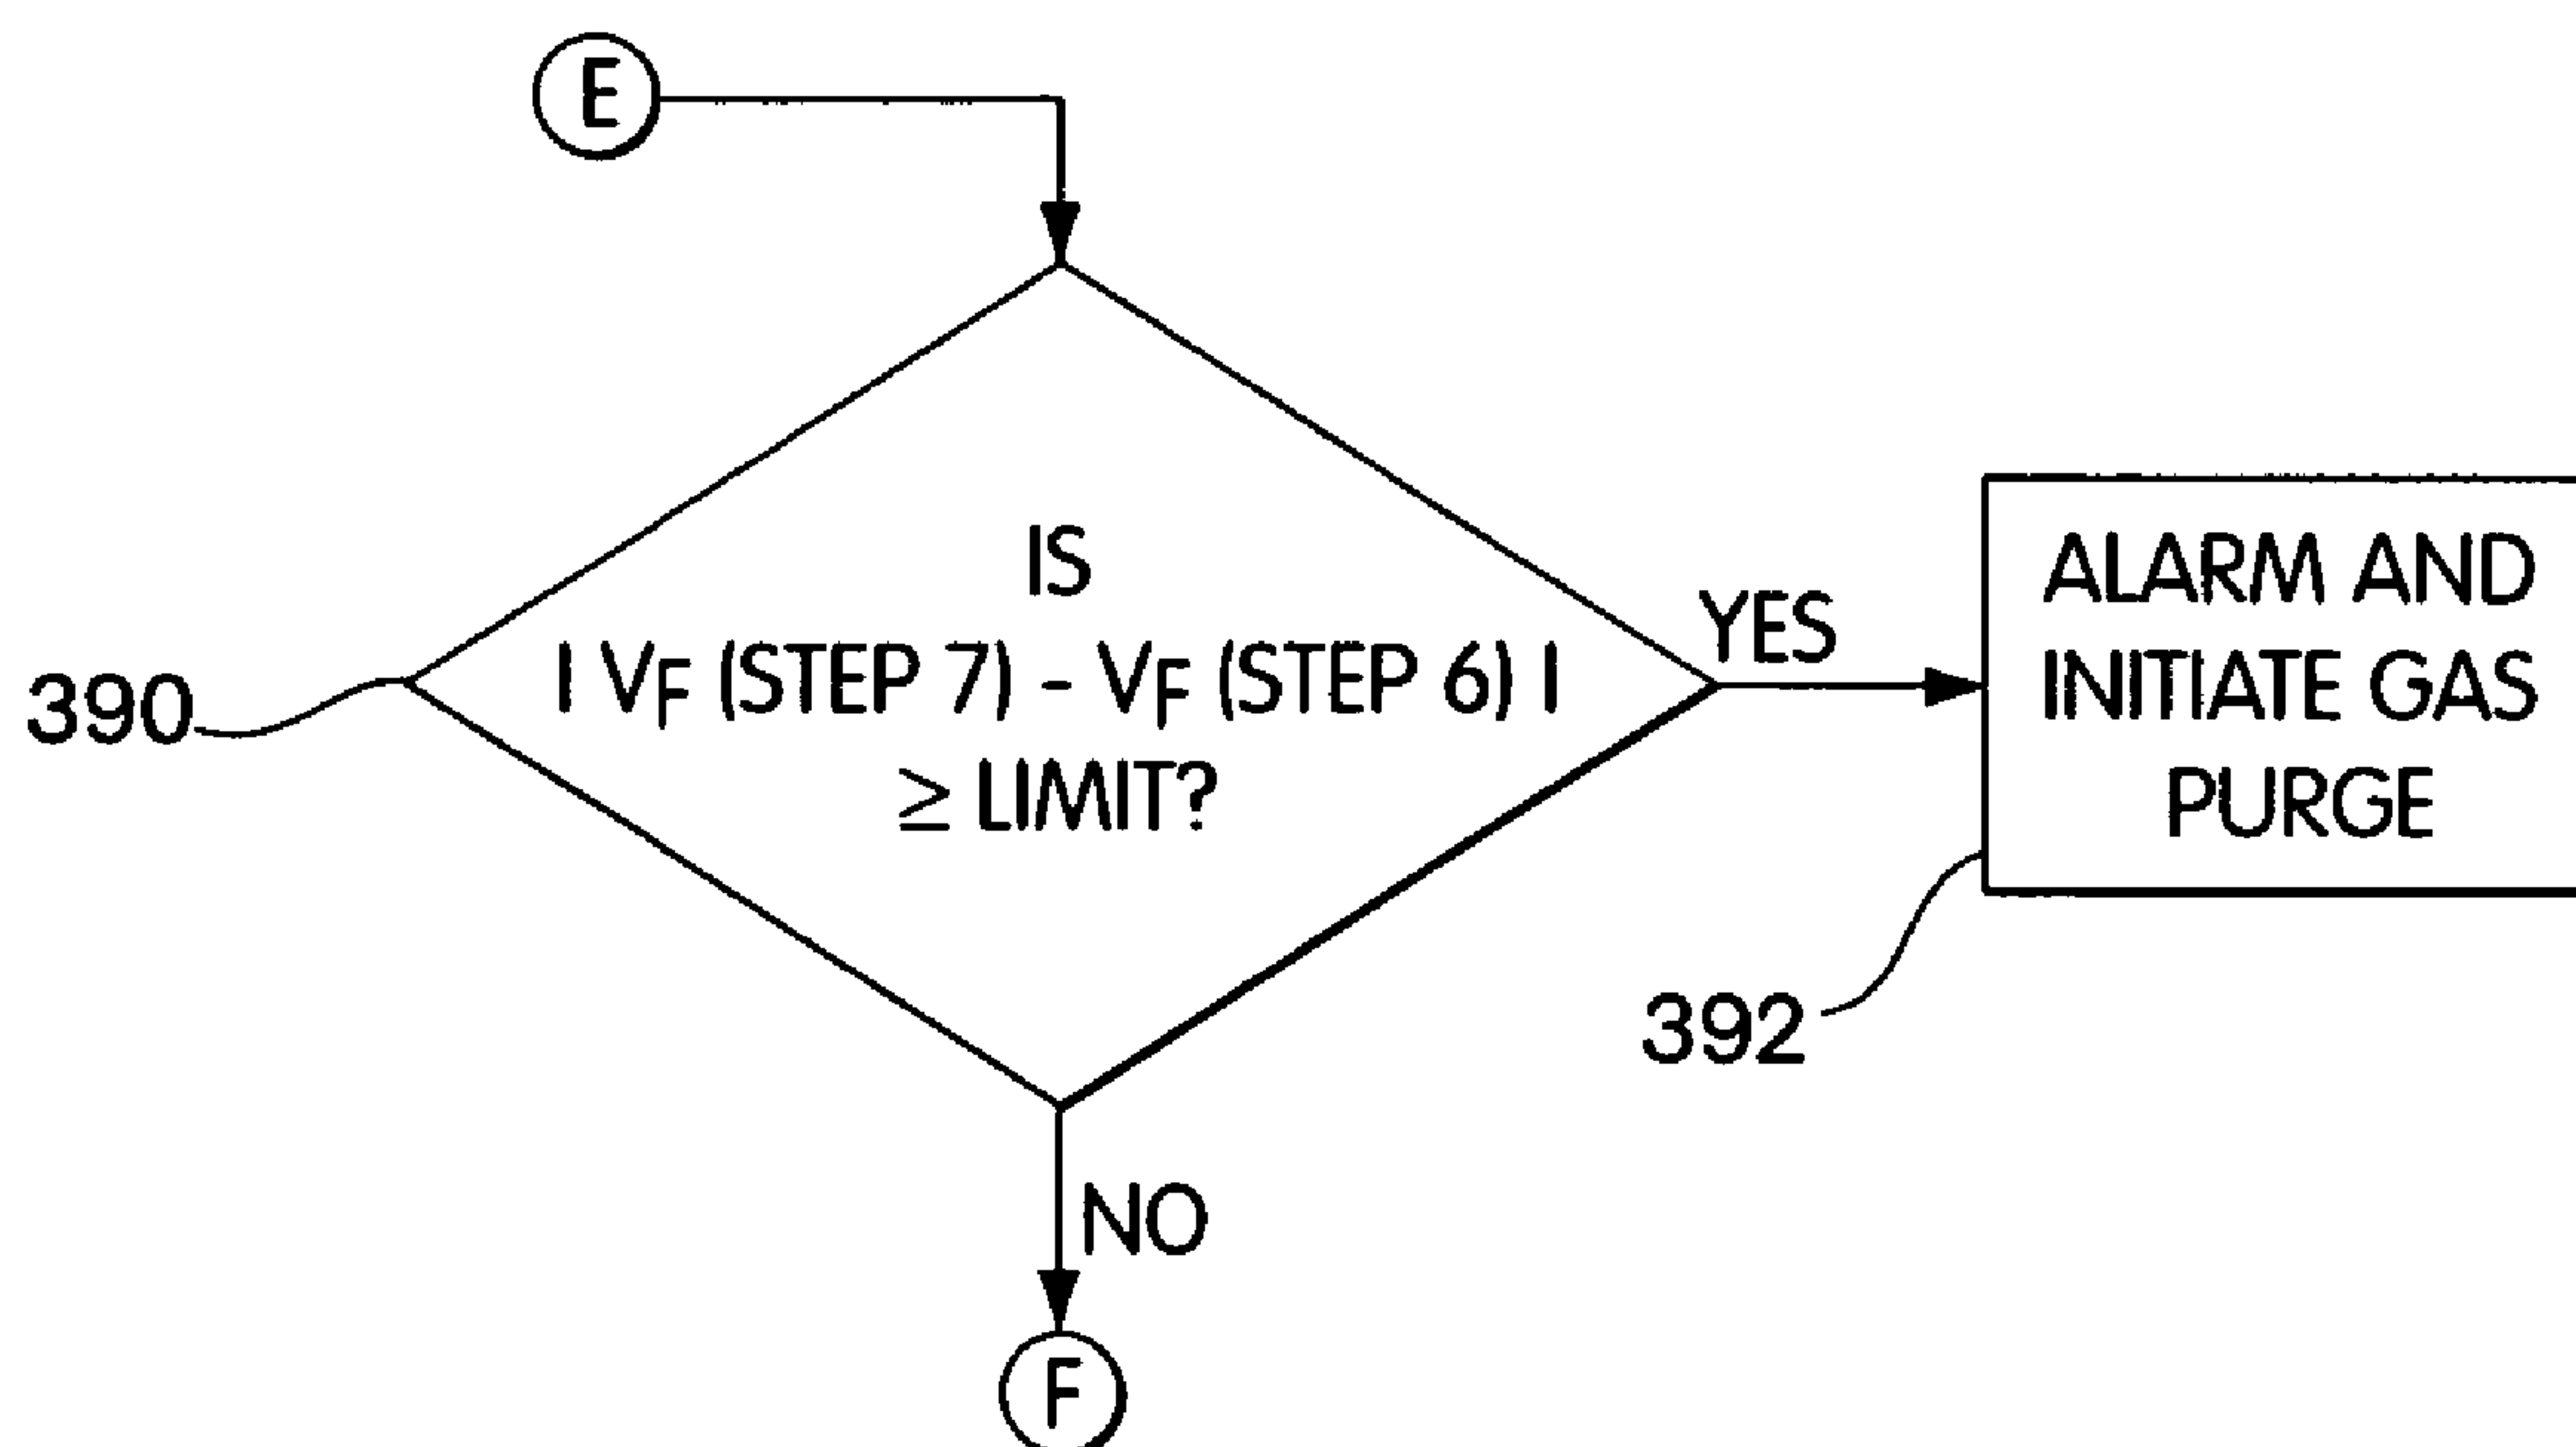 E
IS
| VF (STEP 7) - VF (STEP 6) |
≥ LIMIT?
390
YES
ALARM AND
INITIATE GAS
PURGE
392
NO
F